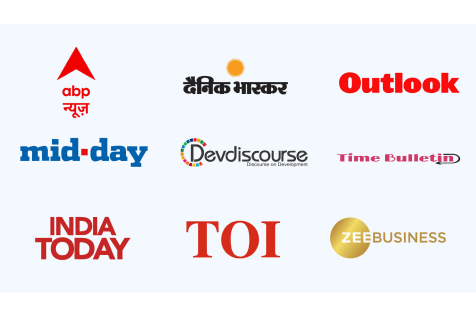 abp
न्यूज़
दैनिक भास्कर
Outlook
mid-day
Devdiscourse
Discourse on Development
Time Bulletin
INDIA
TODAY
TOI
ZEEBUSINESS